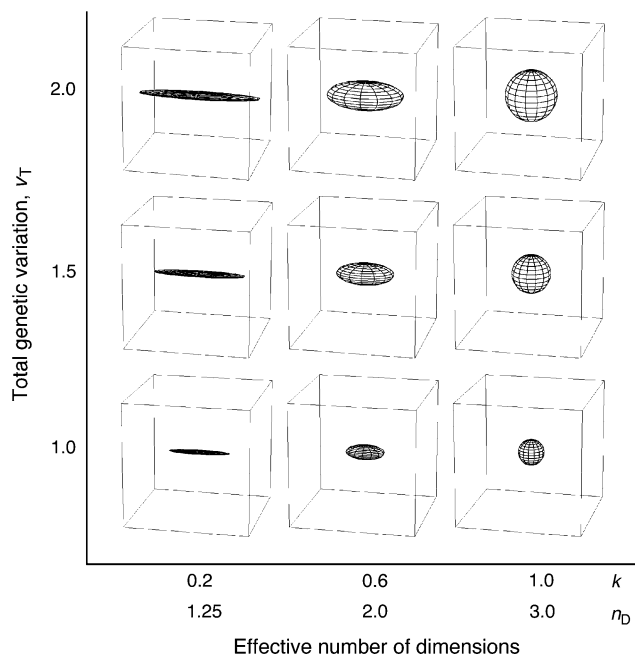 Total genetic variation, vT
2.0
1.5
1.0
0.2 0.6 1.0 k
1.25 2.0 3.0 nD
Effective number of dimensions